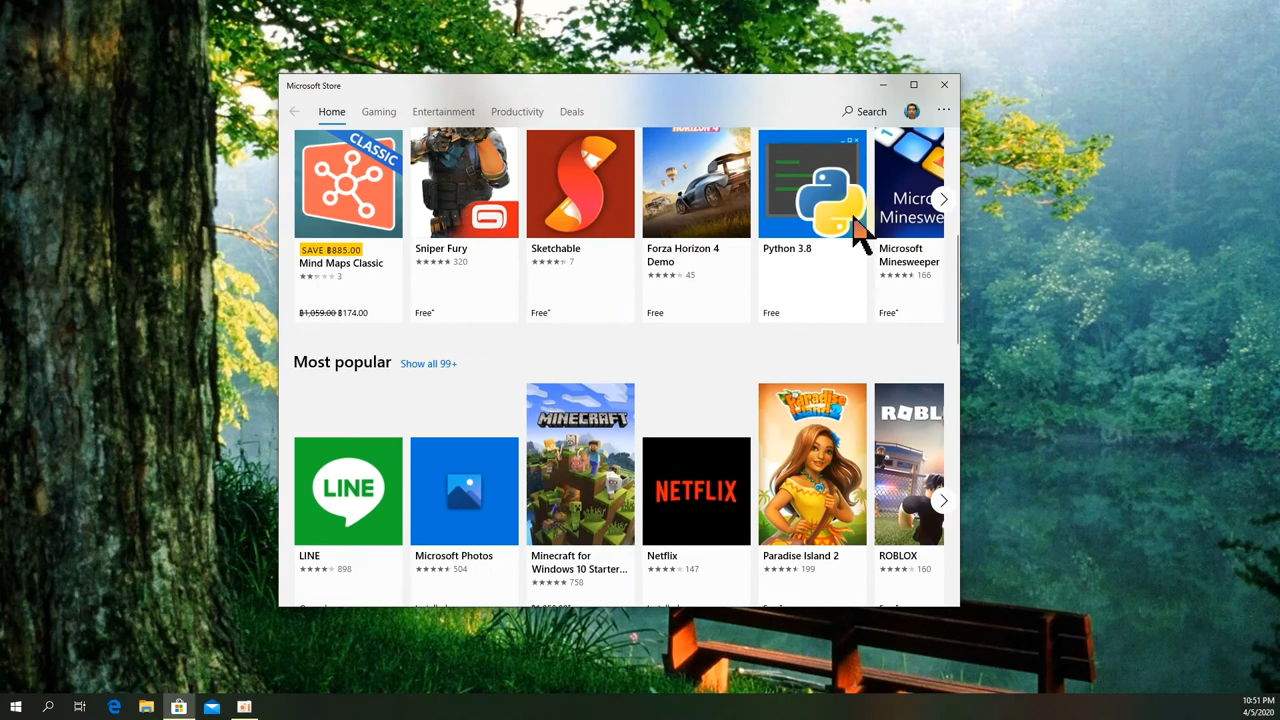 Microsoft Store
Home Gaming Entertainment Productivity Deals Search
CLASSIC
Micr
Mineswe
SAVE ฿885.00
Mind Maps Classic
3
฿1,059.00 ฿174.00
Sniper Fury
320
Free*
Sketchable
7
Free*
Forza Horizon 4
Demo
45
Free
Python 3.8
Free
Microsoft
Minesweeper
166
Free*
Most popular Show all 99+
LINE
MINECRAFT
NETFLIX
Paradise
Island 2
ROBL
LINE
898
Microsoft Photos
504
Minecraft for
Windows 10 Starter...
758
Netflix
147
Paradise Island 2
199
ROBLOX
160
10:51 PM
4/5/2020